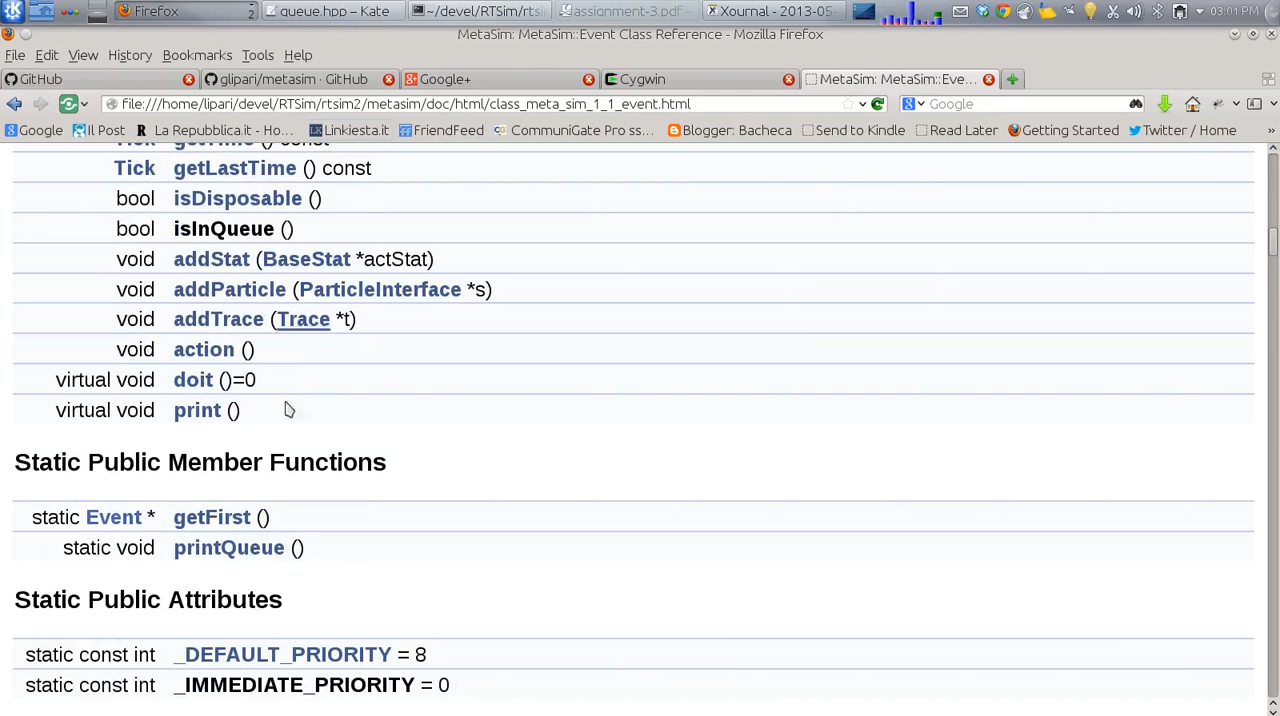 Firefox 2 queue.hpp – Kate ~/devel/RTSim/rtsi assignment-3.pdf – Xournal - 2013-05- 03:01 PM
MetaSim: MetaSim::Event Class Reference - Mozilla Firefox
File Edit View History Bookmarks Tools Help
GitHub glipari/metasim · GitHub Google+ Cygwin MetaSim: MetaSim::Eve...
file:///home/lipari/devel/RTSim/rtsim2/metasim/doc/html/class_meta_sim_1_1_event.html Google
Google Il Post La Repubblica.it - Ho... Linkiesta.it FriendFeed CommuniGate Pro ss... Blogger: Bacheca Send to Kindle Read Later Getting Started Twitter / Home »
Tick getTime () const
Tick getLastTime () const
bool isDisposable ()
bool isInQueue ()
void addStat (BaseStat *actStat)
void addParticle (ParticleInterface *s)
void addTrace (Trace *t)
void action ()
virtual void doit ()=0
virtual void print ()
Static Public Member Functions
static Event * getFirst ()
static void printQueue ()
Static Public Attributes
static const int _DEFAULT_PRIORITY = 8
static const int _IMMEDIATE_PRIORITY = 0